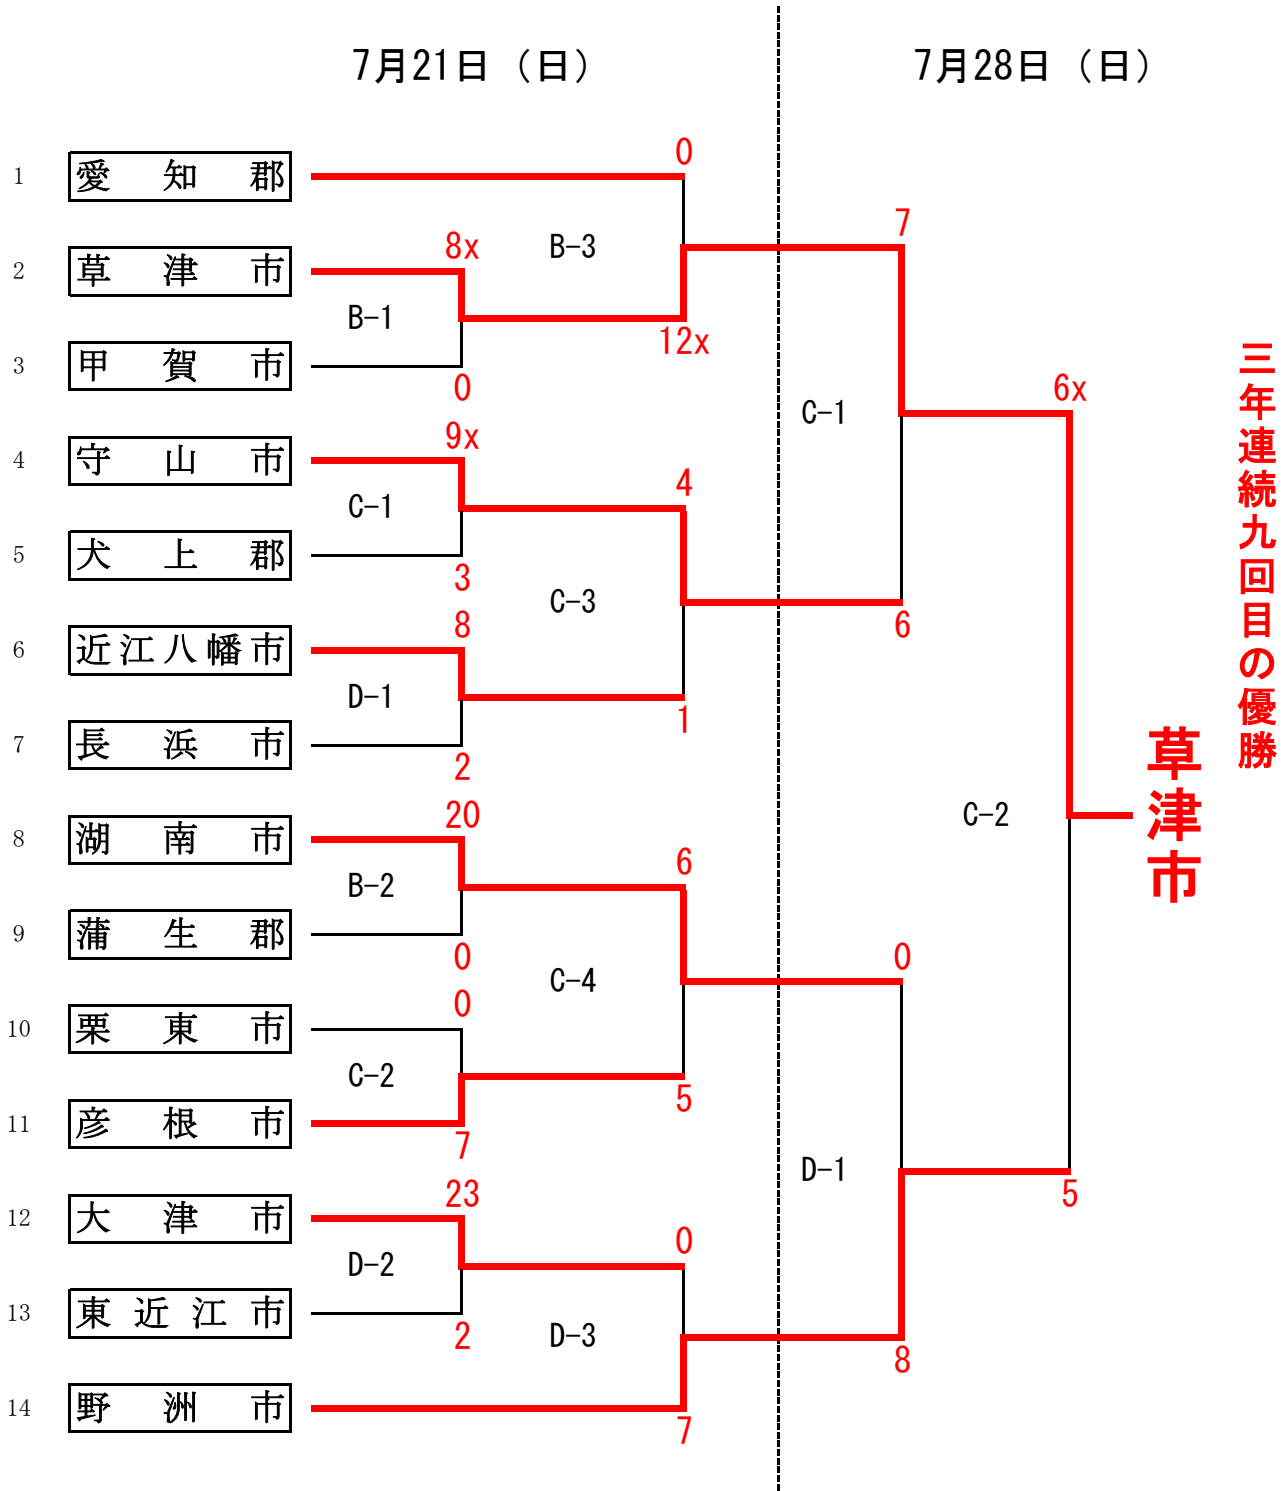 7月21日（日）
7月28日（日）
1 愛知郡
0
B-3
7
2 草津市
8x
B-1
12x
3 甲賀市
0
C-1
6x
4 守山市
9x
C-1
4
5 犬上郡
3
C-3
6
6 近江八幡市
8
D-1
1
7 長浜市
2
8 湖南市
20
B-2
6
C-2
9 蒲生郡
0
C-4
0
10 栗東市
0
C-2
5
11 彦根市
7
D-1
5
12 大津市
23
D-2
0
13 東近江市
2
D-3
8
14 野洲市
7
草津市
三年連続九回目の優勝